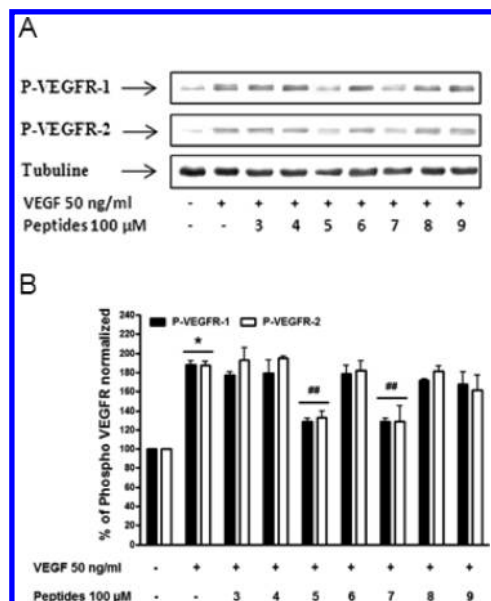 A
P-VEGFR-1
P-VEGFR-2
Tubuline
VEGF 50 ng/ml - + + + + + + + +
Peptides 100 µM - - 3 4 5 6 7 8 9
B
P-VEGFR-1 P-VEGFR-2
% of Phospho VEGFR normalized
240
220
200
180
160
140
120
100
80
60
40
20
0
*
##
##
VEGF 50 ng/ml - + + + + + + + +
Peptides 100 µM - - 3 4 5 6 7 8 9